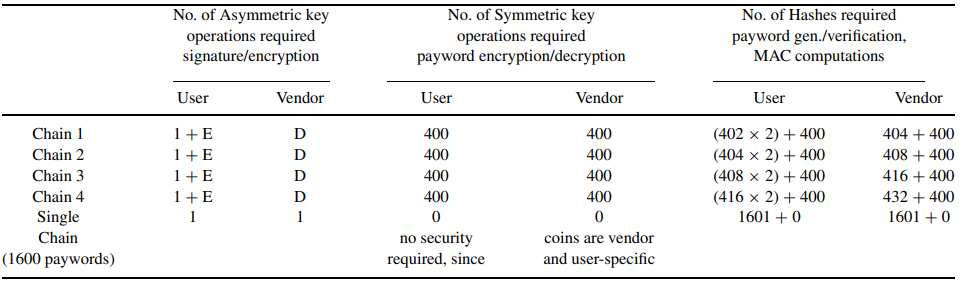 No. of Asymmetric key No. of Symmetric key No. of Hashes required
operations required operations required payword gen./verification,
signature/encryption payword encryption/decryption MAC computations
User Vendor User Vendor User Vendor
Chain 1 1 + E D 400 400 (402 × 2) + 400 404 + 400
Chain 2 1 + E D 400 400 (404 × 2) + 400 408 + 400
Chain 3 1 + E D 400 400 (408 × 2) + 400 416 + 400
Chain 4 1 + E D 400 400 (416 × 2) + 400 432 + 400
Single 1 1 0 0 1601 + 0 1601 + 0
Chain no security coins are vendor
(1600 paywords) required, since and user-specific